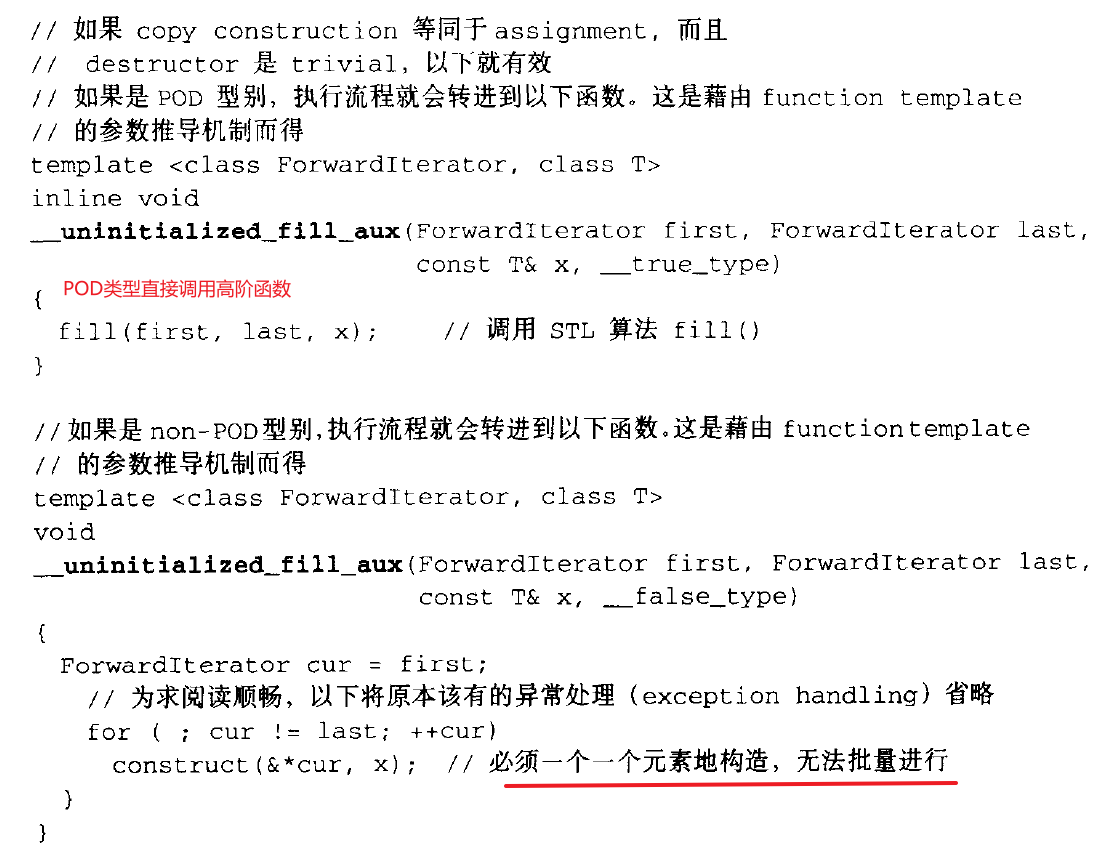 // 如果 copy construction 等同于 assignment, 而且
// destructor 是 trivial, 以下就有效
// 如果是 POD 型别, 执行流程就会转进到以下函数。这是藉由 function template
// 的参数推导机制而得
template <class ForwardIterator, class T>
inline void
__uninitialized_fill_aux(ForwardIterator first, ForwardIterator last,
const T& x, __true_type)
{ POD类型直接调用高阶函数
fill(first, last, x); // 调用 STL 算法 fill()
}
//如果是 non-POD 型别,执行流程就会转进到以下函数。这是藉由 function template
// 的参数推导机制而得
template <class ForwardIterator, class T>
void
__uninitialized_fill_aux(ForwardIterator first, ForwardIterator last,
const T& x, __false_type)
{
ForwardIterator cur = first;
// 为求阅读顺畅, 以下将原本该有的异常处理 (exception handling) 省略
for ( ; cur != last; ++cur)
construct(&*cur, x); // 必须一个一个元素地构造, 无法批量进行
}
}